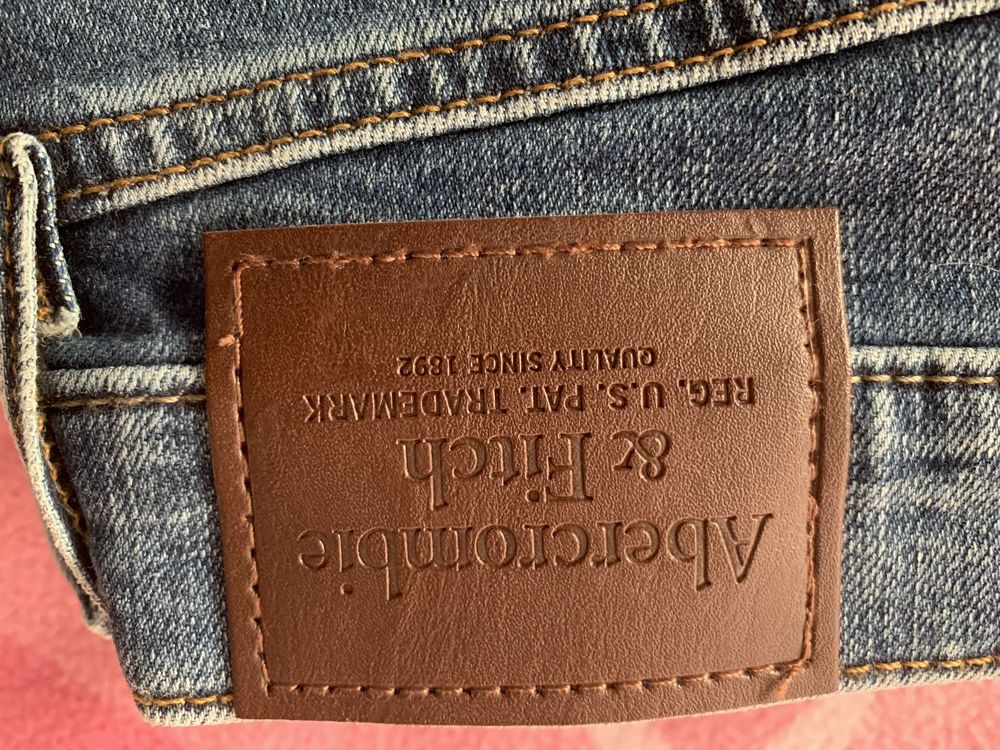 Abercrombie
& Fitch
REG. U.S. PAT. TRADEMARK
QUALITY SINCE 1892